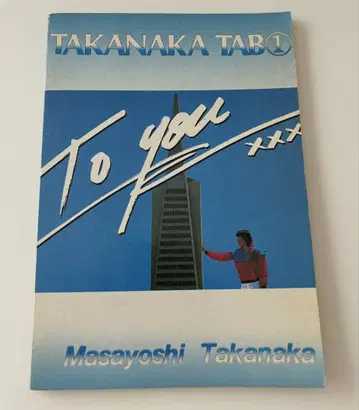 TAKANAKA TAB①
To you
xxx
Masayoshi Takanaka